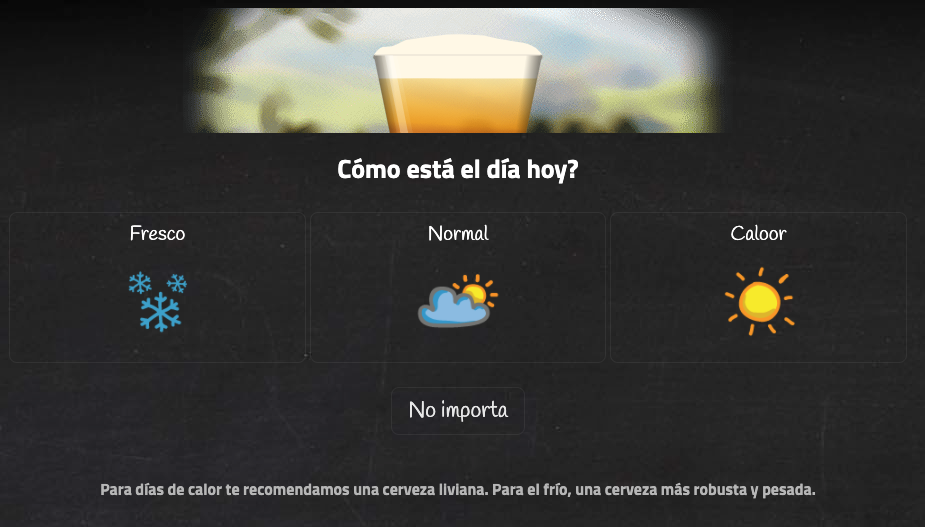 Cómo está el día hoy?
Fresco
Normal
Caloor
No importa
Para días de calor te recomendamos una cerveza liviana. Para el frío, una cerveza más robusta y pesada.